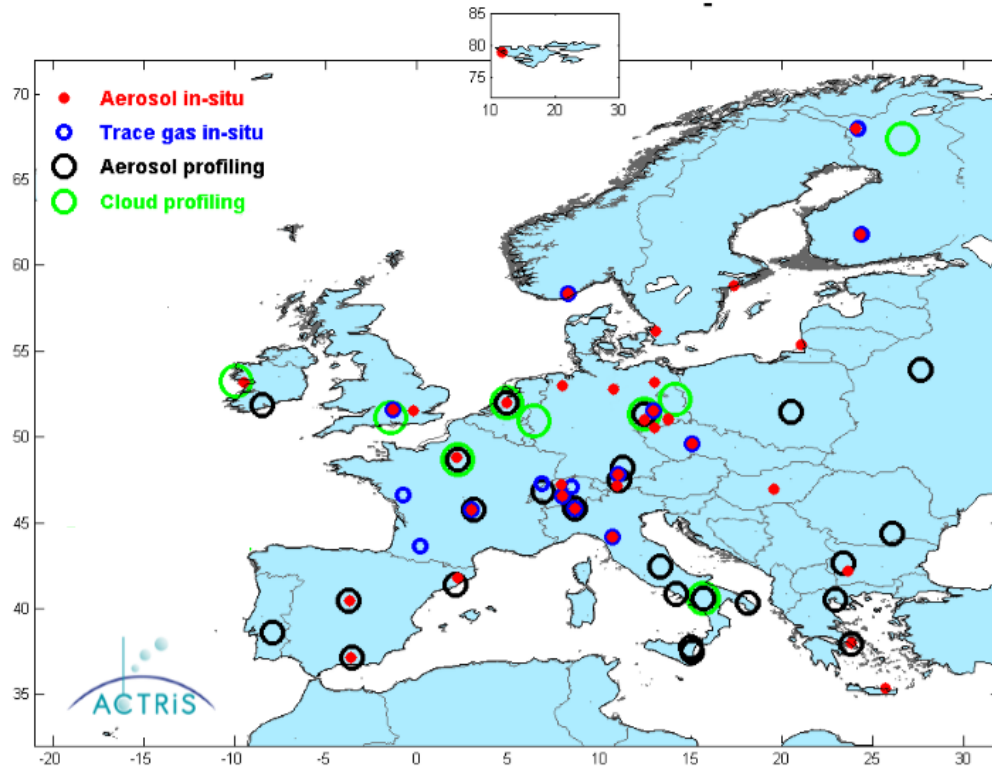 85
80
75
10 20 30
70
65
60
55
50
45
40
35
Aerosol in-situ
Trace gas in-situ
Aerosol profiling
Cloud profiling
ACTRiS
-20 -15 -10 -5 0 5 10 15 20 25 30